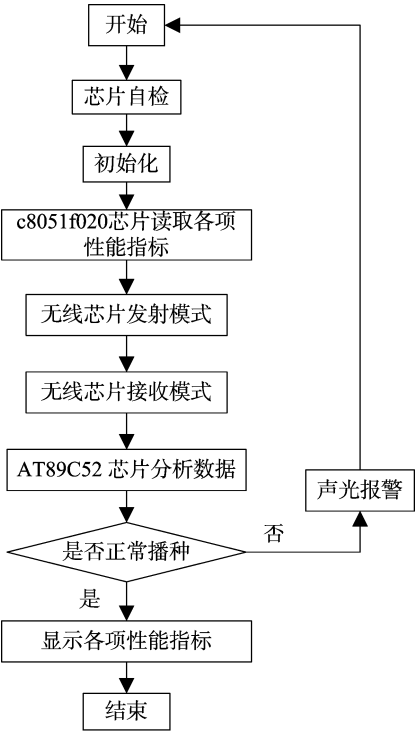 开始
芯片自检
初始化
c8051f020芯片读取各项
性能指标
无线芯片发射模式
无线芯片接收模式
AT89C52 芯片分析数据
声光报警
是否正常播种
否
是
显示各项性能指标
结束